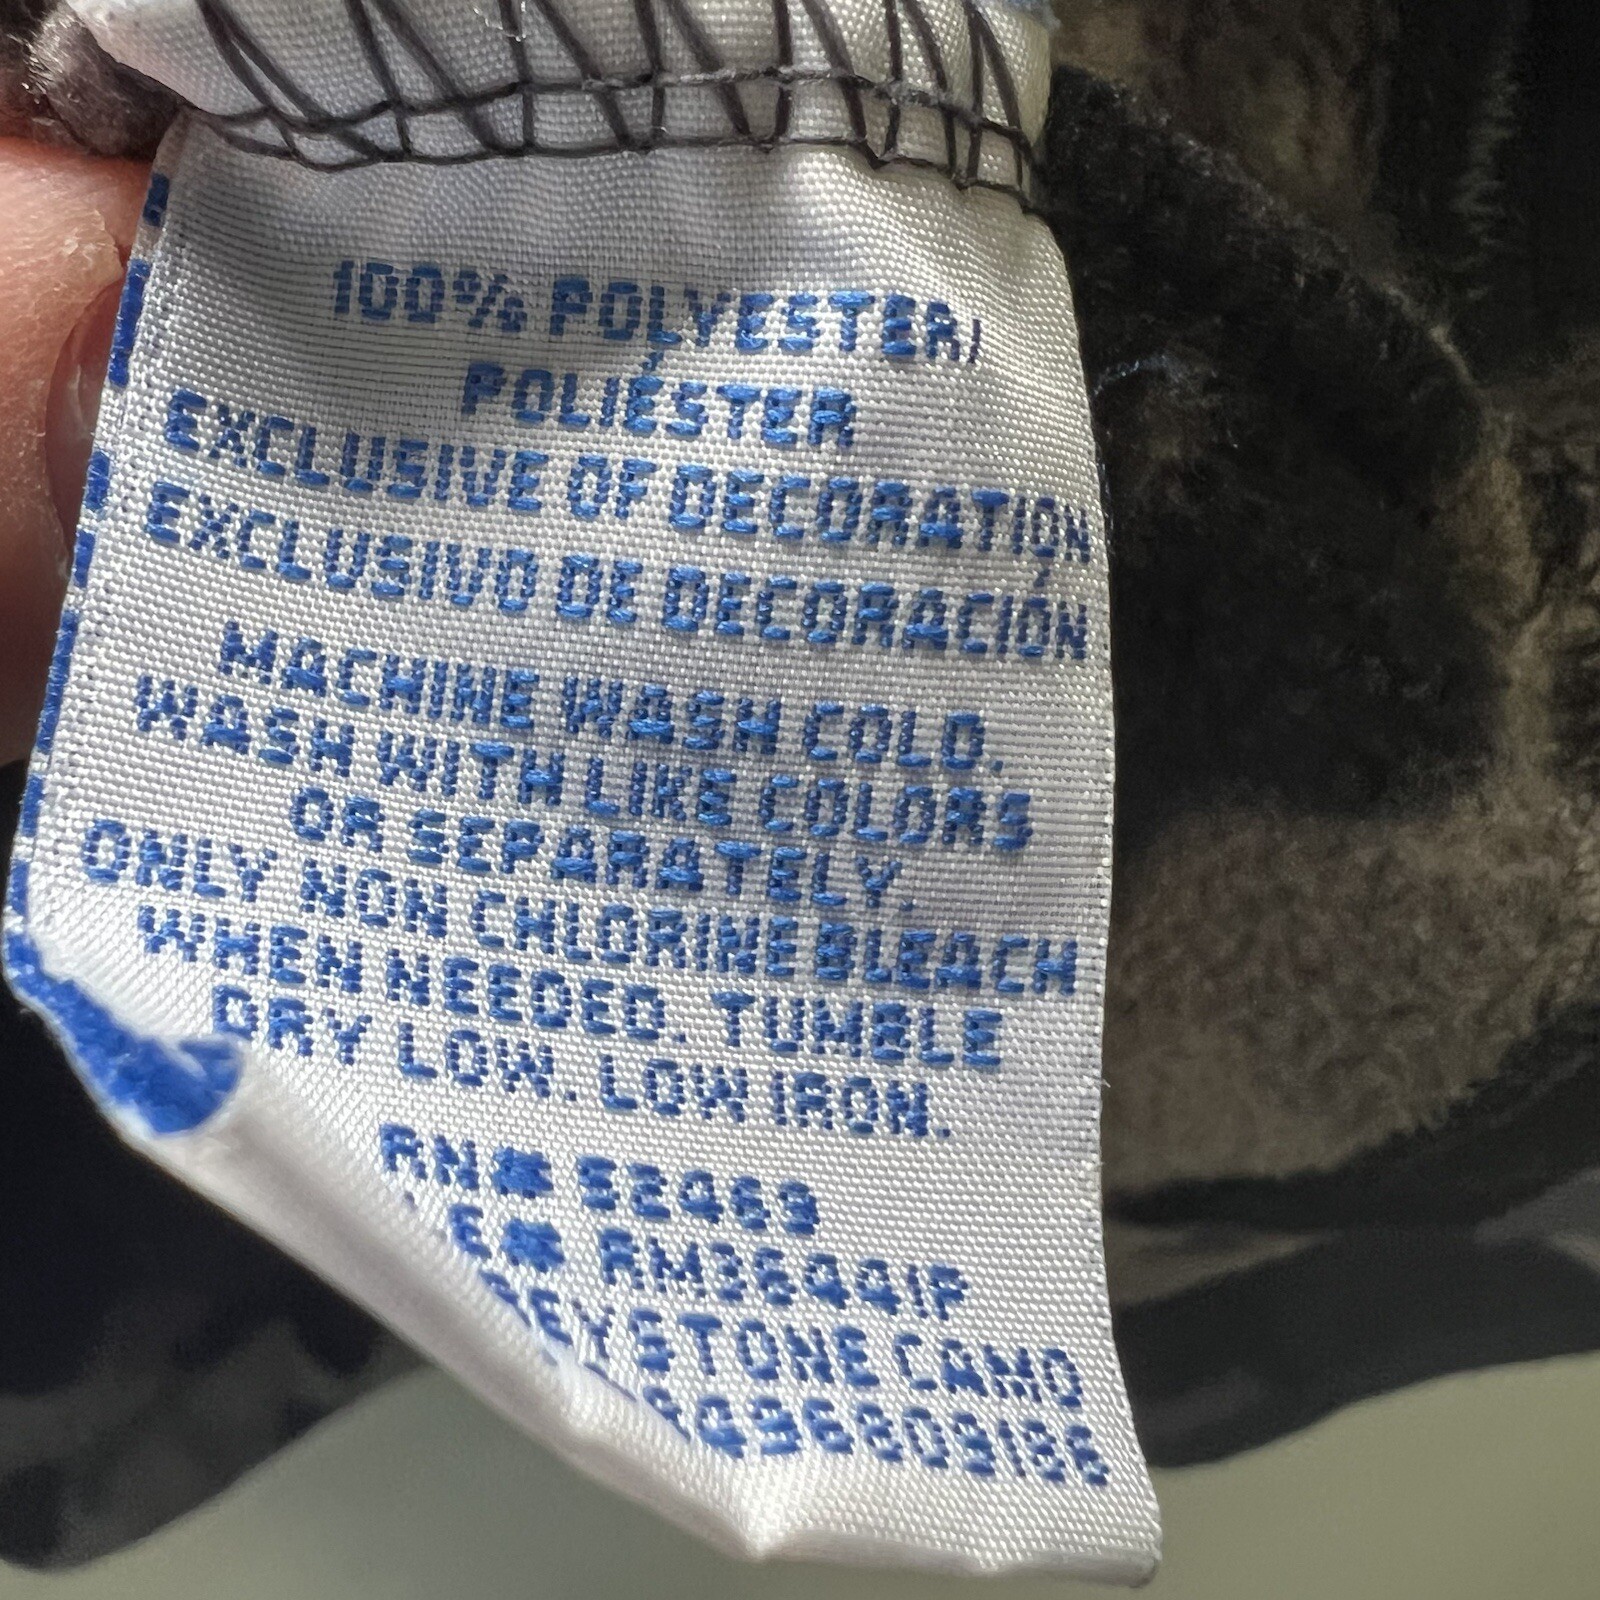 100% POLYESTER/
POLIÉSTER
EXCLUSIVE OF DECORATION
EXCLUSIVO DE DECORACIÓN
MACHINE WASH COLD.
WASH WITH LIKE COLORS
OR SEPARATELY.
ONLY NON CHLORINE BLEACH
WHEN NEEDED. TUMBLE
DRY LOW. LOW IRON.
RN# 52469
RM36441P
CAMO